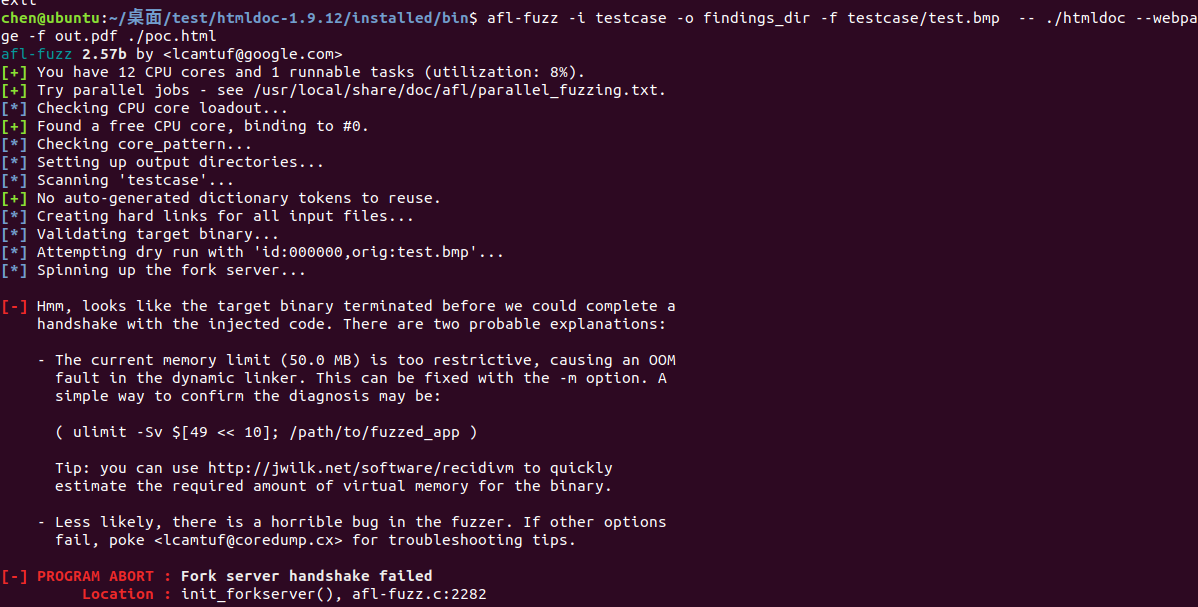 exit
chen@ubuntu:~/桌面/test/htmldoc-1.9.12/installed/bin$ afl-fuzz -i testcase -o findings_dir -f testcase/test.bmp  -- ./htmldoc --webpa
ge -f out.pdf ./poc.html
afl-fuzz 2.57b by <lcamtuf@google.com>
[+] You have 12 CPU cores and 1 runnable tasks (utilization: 8%).
[+] Try parallel jobs - see /usr/local/share/doc/afl/parallel_fuzzing.txt.
[*] Checking CPU core loadout...
[+] Found a free CPU core, binding to #0.
[*] Checking core_pattern...
[*] Setting up output directories...
[*] Scanning 'testcase'...
[+] No auto-generated dictionary tokens to reuse.
[*] Creating hard links for all input files...
[*] Validating target binary...
[*] Attempting dry run with 'id:000000,orig:test.bmp'...
[*] Spinning up the fork server...

[-] Hmm, looks like the target binary terminated before we could complete a
    handshake with the injected code. There are two probable explanations:

    - The current memory limit (50.0 MB) is too restrictive, causing an OOM
      fault in the dynamic linker. This can be fixed with the -m option. A
      simple way to confirm the diagnosis may be:

      ( ulimit -Sv $[49 << 10]; /path/to/fuzzed_app )

      Tip: you can use http://jwilk.net/software/recidivm to quickly
      estimate the required amount of virtual memory for the binary.

    - Less likely, there is a horrible bug in the fuzzer. If other options
      fail, poke <lcamtuf@coredump.cx> for troubleshooting tips.

[-] PROGRAM ABORT : Fork server handshake failed
         Location : init_forkserver(), afl-fuzz.c:2282